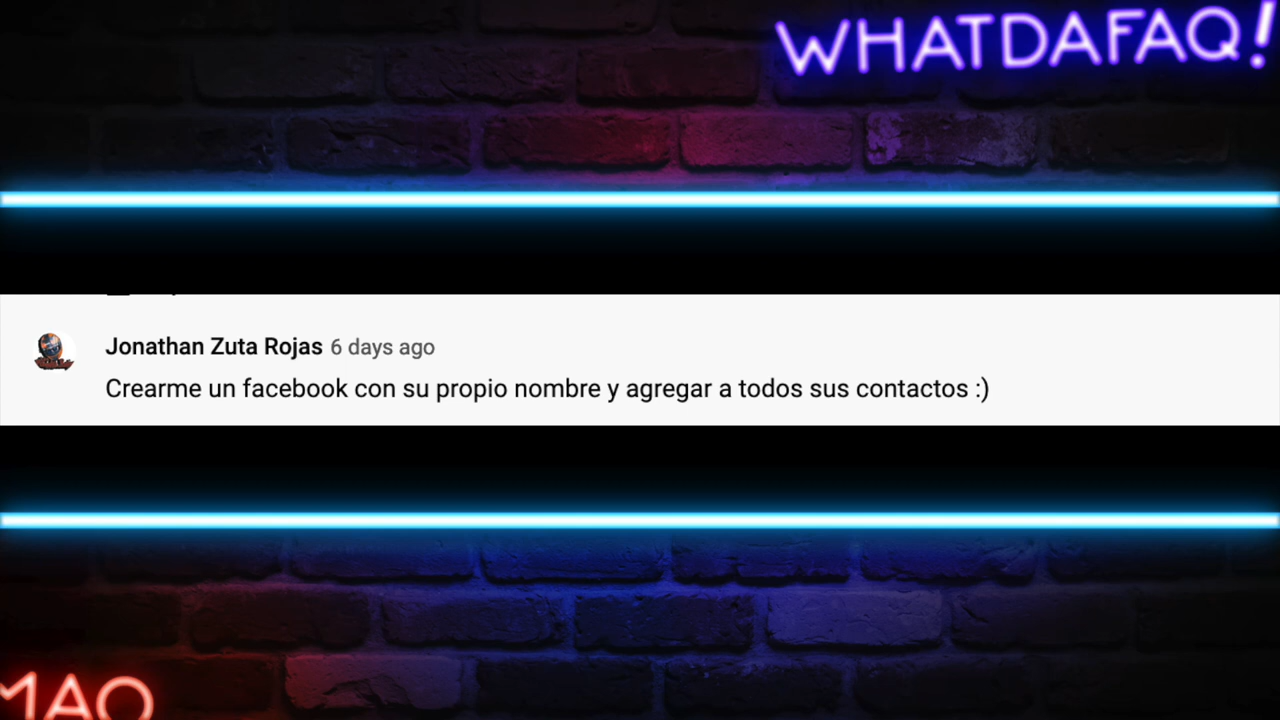 WHATDAFAQ!
Jonathan Zuta Rojas 6 days ago
Crearme un facebook con su propio nombre y agregar a todos sus contactos :)
MAO